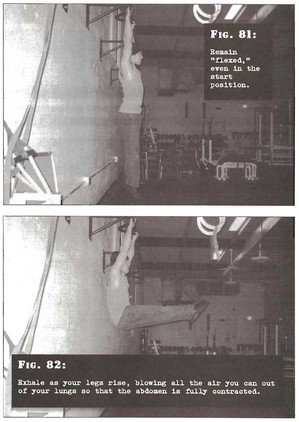 FIG. 81:
Remain
"flexed,"
even in the
start
position.
FIG. 82:
Exhale as your legs rise, blowing all the air you can out
of your lungs so that the abdomen is fully contracted.